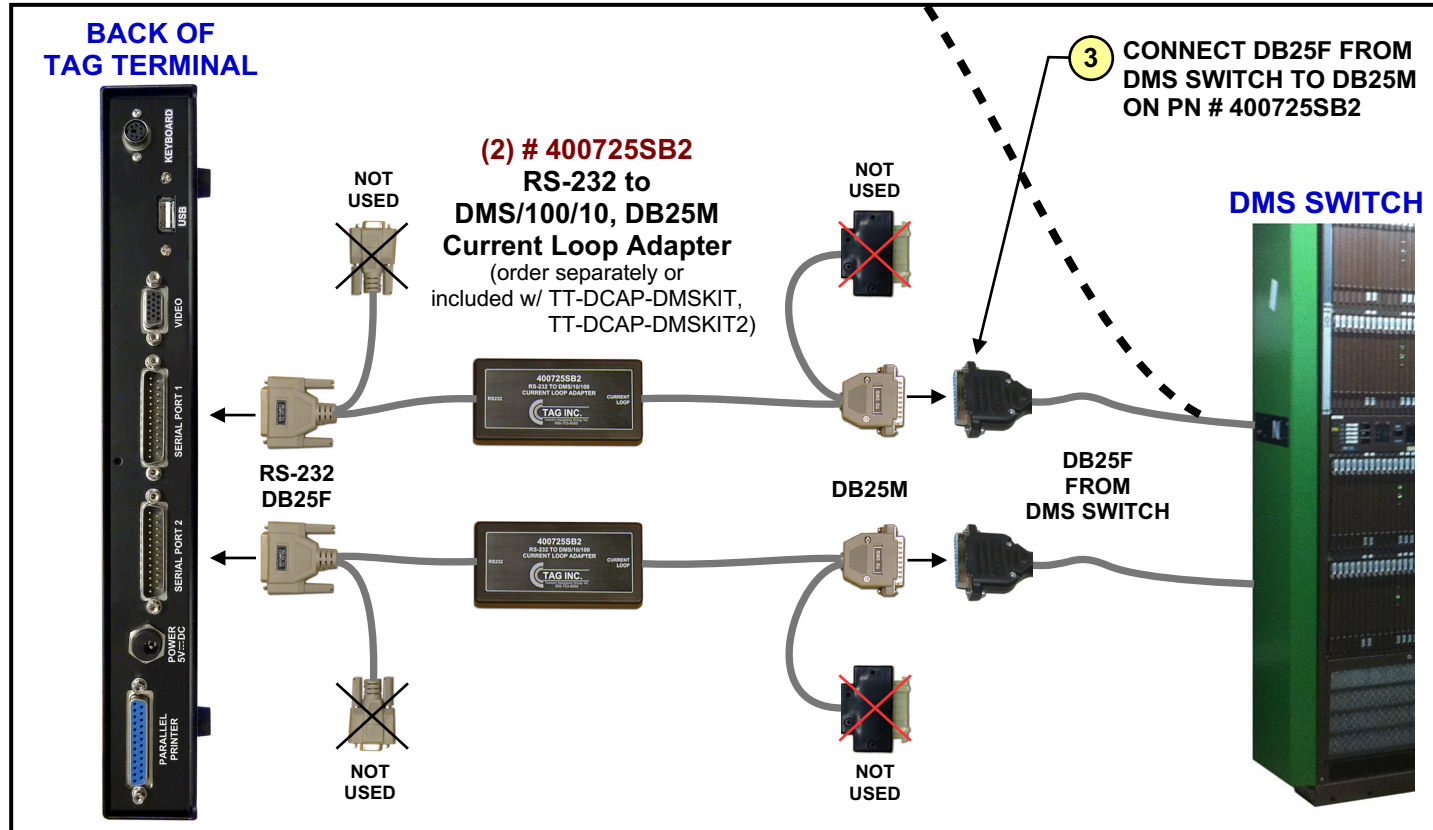 BACK OF
TAG TERMINAL
KEYBOARD
USB
VIDEO
SERIAL PORT 1
SERIAL PORT 2
POWER
5V DC
PARALLEL
PRINTER
NOT
USED
(2) # 400725SB2
RS-232 to
DMS/100/10, DB25M
Current Loop Adapter
(order separately or
included w/ TT-DCAP-DMSKIT,
TT-DCAP-DMSKIT2)
NOT
USED
3
CONNECT DB25F FROM
DMS SWITCH TO DB25M
ON PN # 400725SB2
DMS SWITCH
400725SB2
RS-232 TO DMS/10/100
CURRENT LOOP ADAPTER
RS232
CURRENT
LOOP
TAG INC.
TO DMS
RS-232
DB25F
DB25M
DB25F
FROM
DMS SWITCH
400725SB2
RS-232 TO DMS/10/100
CURRENT LOOP ADAPTER
RS232
CURRENT
LOOP
TAG INC.
TO DMS
NOT
USED
NOT
USED